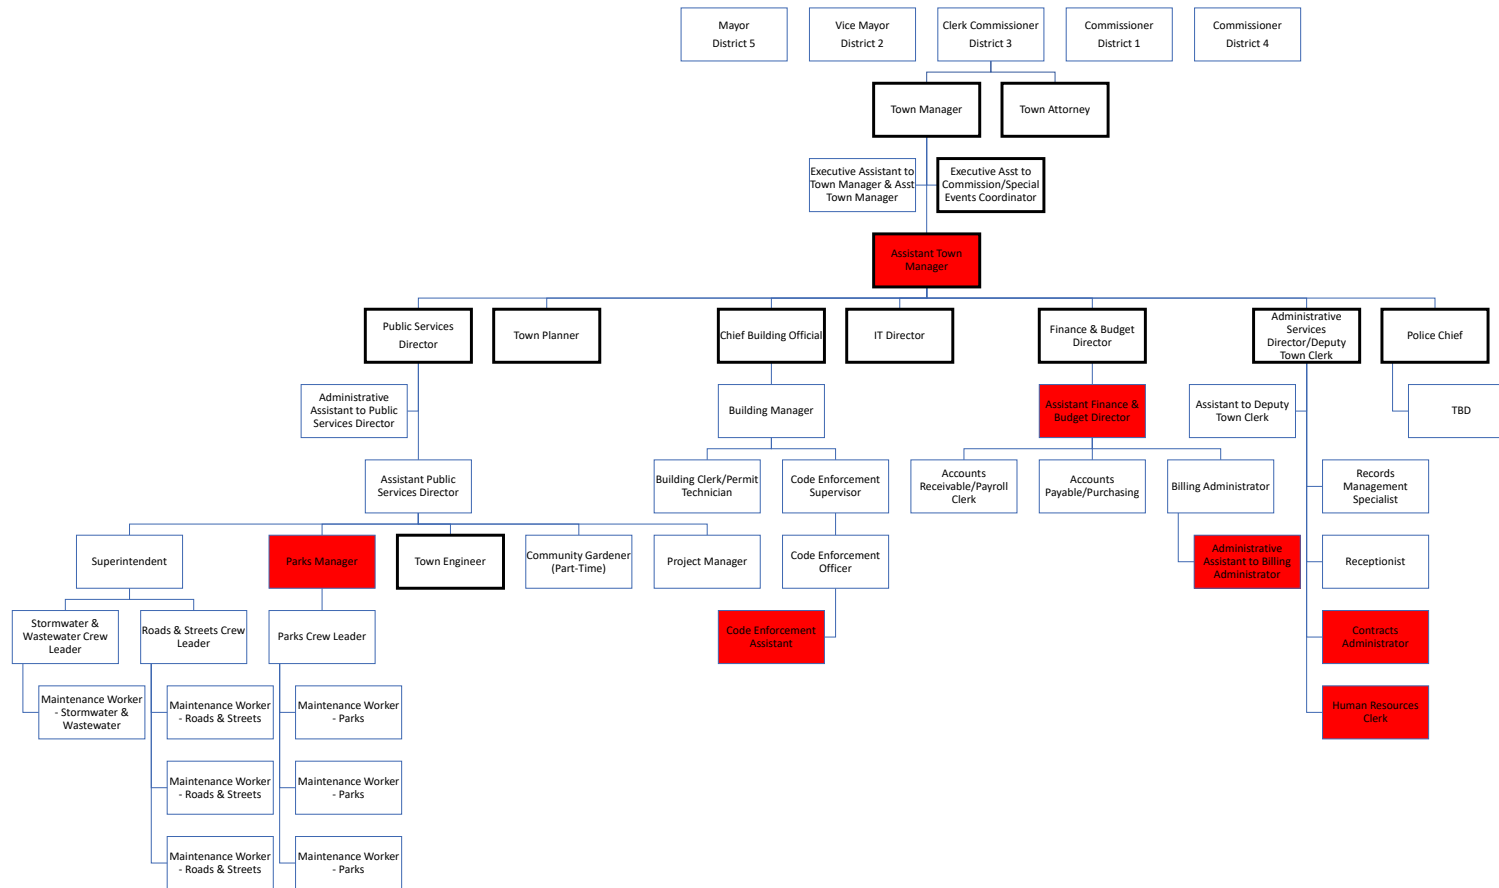 Mayor
District 5
Vice Mayor
District 2
Clerk Commissioner
District 3
Commissioner
District 1
Commissioner
District 4
Town Manager
Town Attorney
Executive Assistant to
Town Manager & Asst
Town Manager
Executive Asst to
Commission/Special
Events Coordinator
Assistant Town
Manager
Public Services
Director
Town Planner
Chief Building Official
IT Director
Finance & Budget
Director
Administrative
Services
Director/Deputy
Town Clerk
Police Chief
Administrative
Assistant to Public
Services Director
Building Manager
Assistant Finance &
Budget Director
Assistant to Deputy
Town Clerk
TBD
Assistant Public
Services Director
Building Clerk/Permit
Technician
Code Enforcement
Supervisor
Accounts
Receivable/Payroll
Clerk
Accounts
Payable/Purchasing
Billing Administrator
Records
Management
Specialist
Superintendent
Parks Manager
Town Engineer
Community Gardener
(Part-Time)
Project Manager
Code Enforcement
Officer
Administrative
Assistant to Billing
Administrator
Receptionist
Stormwater &
Wastewater Crew
Leader
Roads & Streets Crew
Leader
Parks Crew Leader
Code Enforcement
Assistant
Contracts
Administrator
Maintenance Worker
- Stormwater &
Wastewater
Maintenance Worker
- Roads & Streets
Maintenance Worker
- Parks
Human Resources
Clerk
Maintenance Worker
- Roads & Streets
Maintenance Worker
- Parks
Maintenance Worker
- Roads & Streets
Maintenance Worker
- Parks